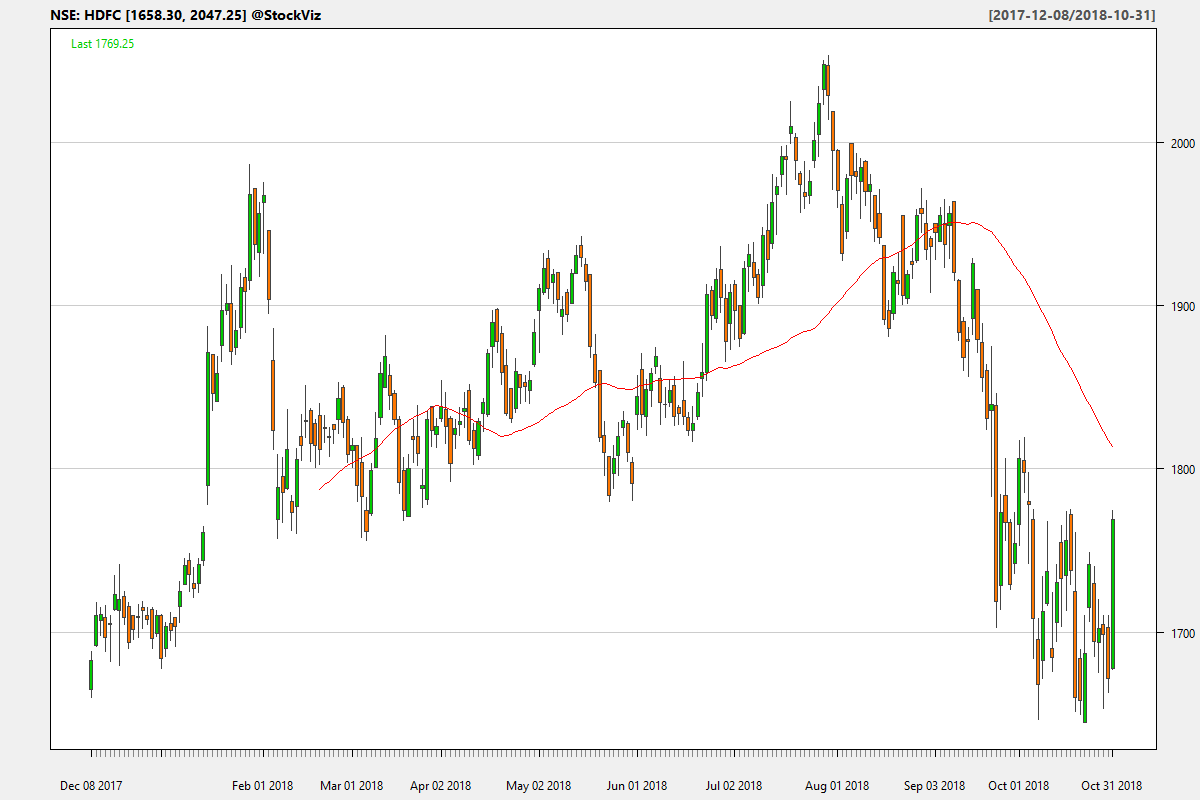 NSE: HDFC [1658.30, 2047.25] @StockViz
[2017-12-08/2018-10-31]
Last 1769.25
2000
1900
1800
1700
Dec 08 2017 Feb 01 2018 Mar 01 2018 Apr 02 2018 May 02 2018 Jun 01 2018 Jul 02 2018 Aug 01 2018 Sep 03 2018 Oct 01 2018 Oct 31 2018